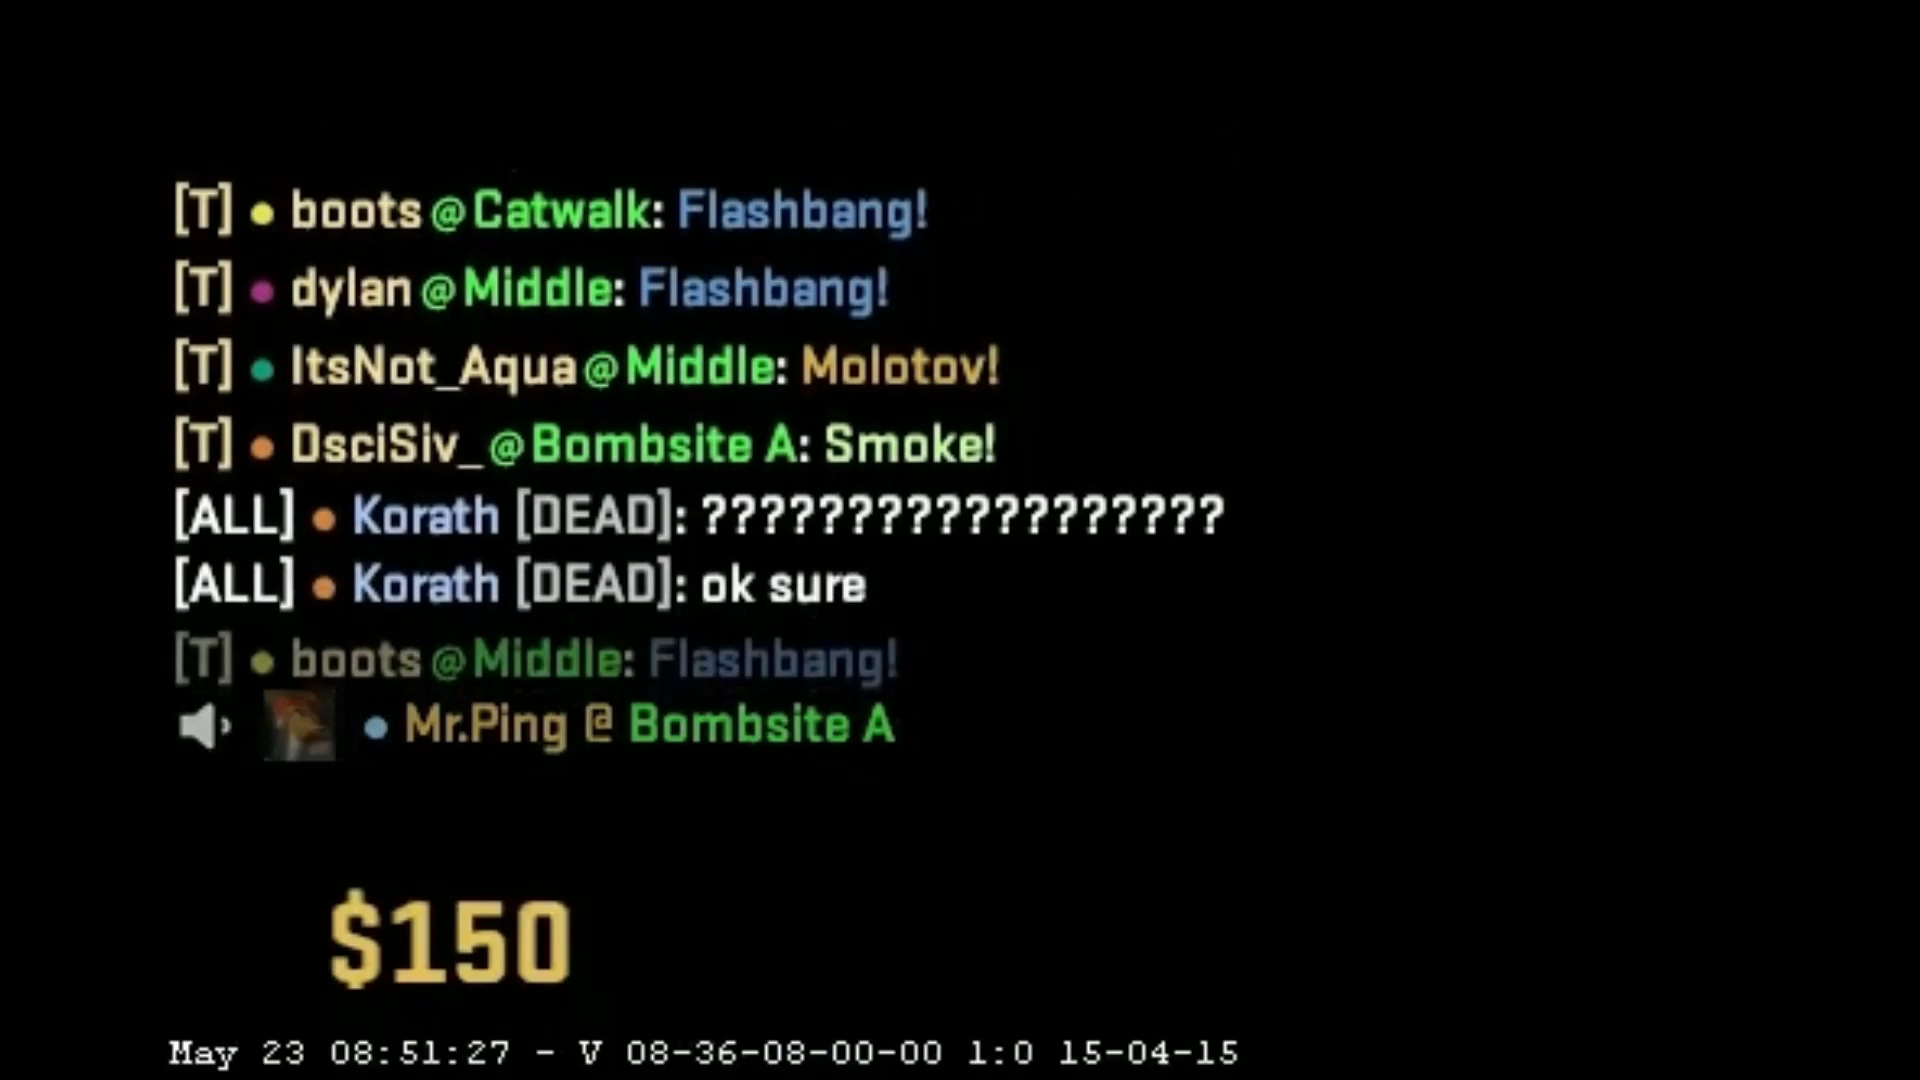 [T] • boots@Catwalk: Flashbang!
[T] • dylan@Middle: Flashbang!
[T] • ItsNot_Aqua@Middle: Molotov!
[T] • DsciSiv_@Bombsite A: Smoke!
[ALL] • Korath [DEAD]: ??????????????????
[ALL] • Korath [DEAD]: ok sure
[T] • boots@Middle: Flashbang!
• Mr.Ping @ Bombsite A
$150
May 23 08:51:27 - V 08-36-08-00-00 1:0 15-04-15